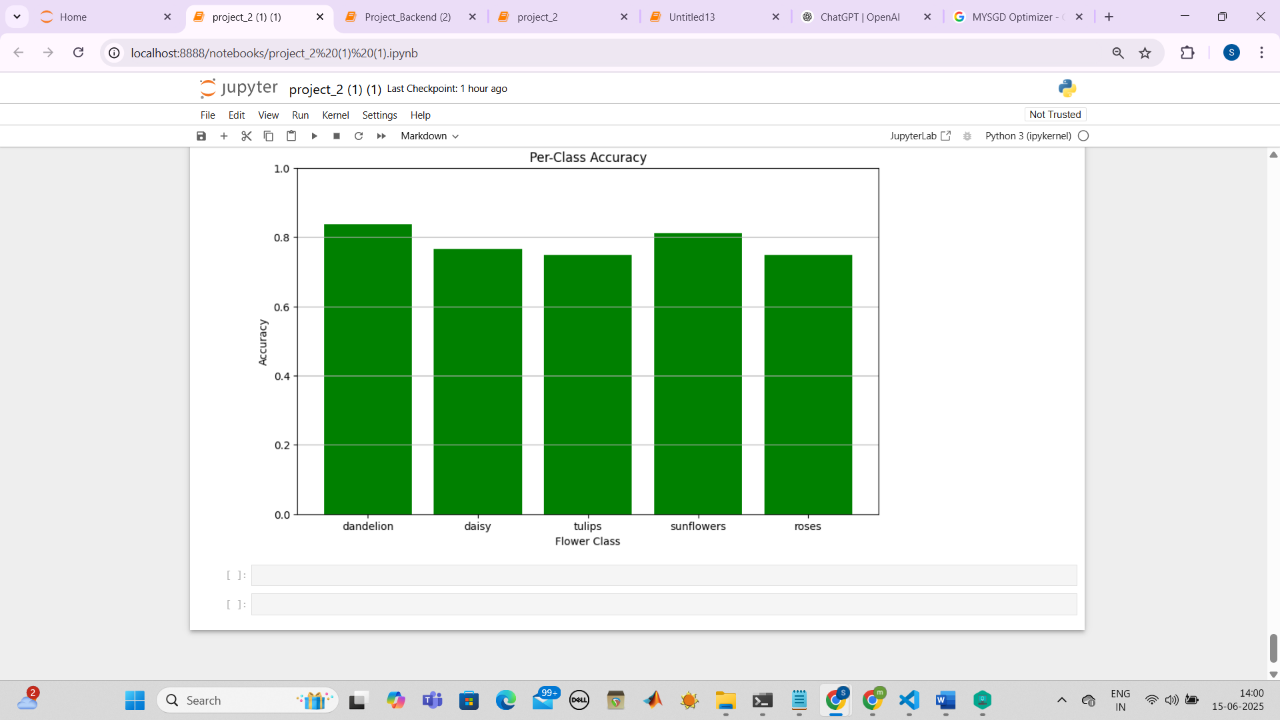 Home
project_2 (1) (1)
Project_Backend (2)
project_2
Untitled13
ChatGPT | OpenAI
MYSGD Optimizer -
localhost:8888/notebooks/project_2%20(1)%20(1).ipynb
S
jupyter project_2 (1) (1) Last Checkpoint: 1 hour ago
File Edit View Run Kernel Settings Help Not Trusted
Markdown JupyterLab Python 3 (ipykernel)
Per-Class Accuracy
1.0
0.8
0.6
0.4
0.2
0.0
Accuracy
dandelion daisy tulips sunflowers roses
Flower Class
[ ]:
[ ]:
2
Search
99+
DELL
S
m
ENG
IN
14:00
15-06-2025